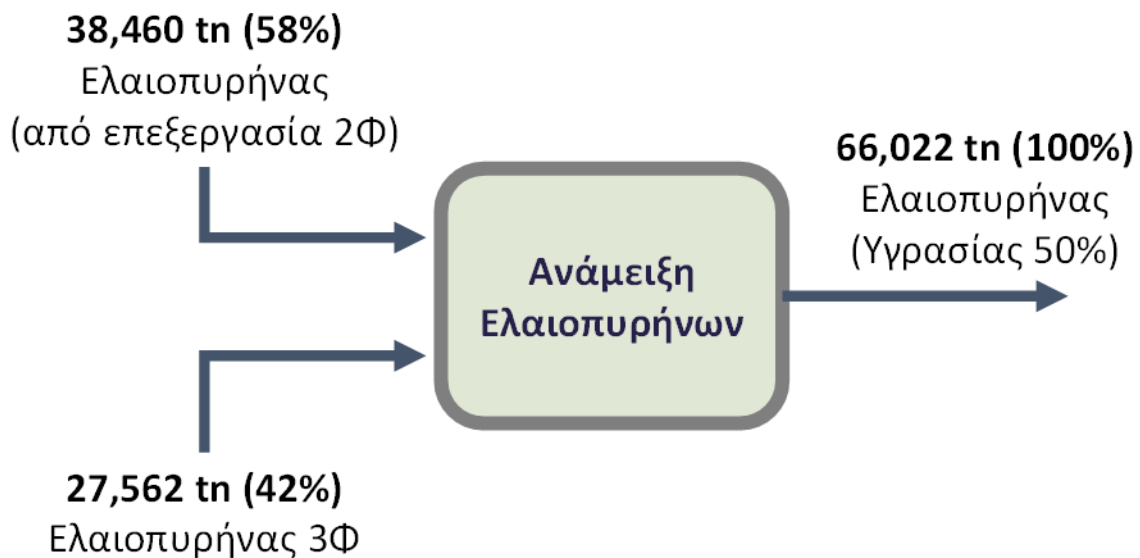 38,460 tn (58%)
Ελαιοπυρήνας
(από επεξεργασία 2Φ)
66,022 tn (100%)
Ελαιοπυρήνας
(Υγρασίας 50%)
Ανάμειξη
Ελαιοπυρήνων
27,562 tn (42%)
Ελαιοπυρήνας 3Φ